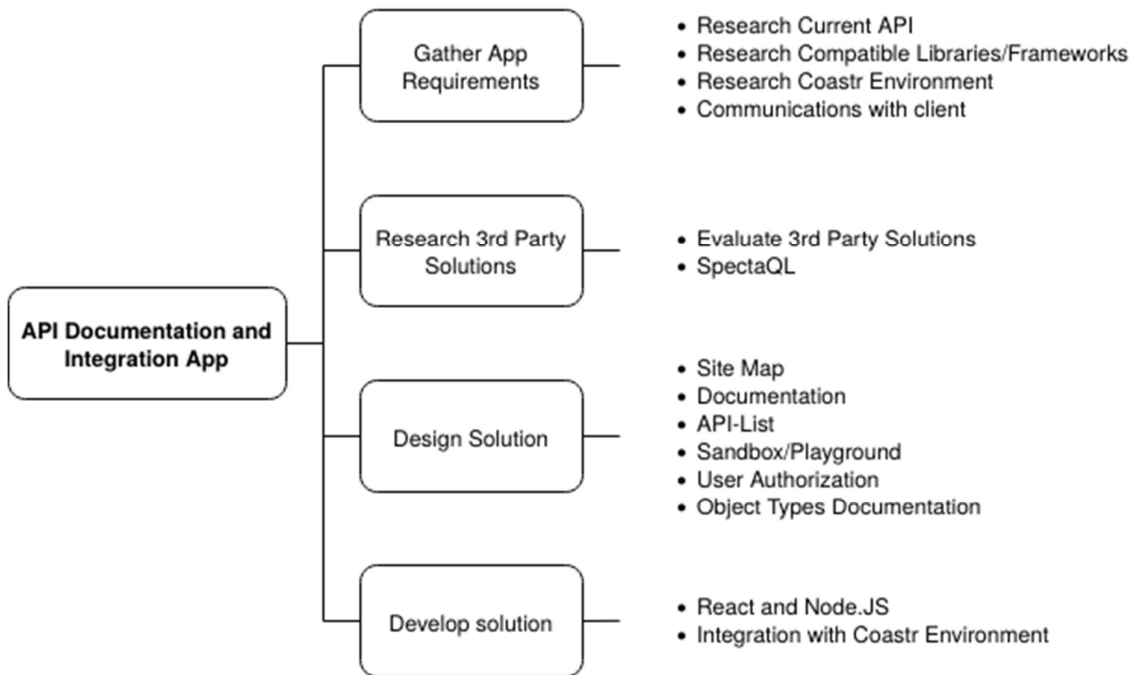 Gather App
Requirements
• Research Current API
• Research Compatible Libraries/Frameworks
• Research Coastr Environment
• Communications with client
Research 3rd Party
Solutions
• Evaluate 3rd Party Solutions
• SpectaQL
API Documentation and
Integration App
Design Solution
• Site Map
• Documentation
• API-List
• Sandbox/Playground
• User Authorization
• Object Types Documentation
Develop solution
• React and Node.JS
• Integration with Coastr Environment